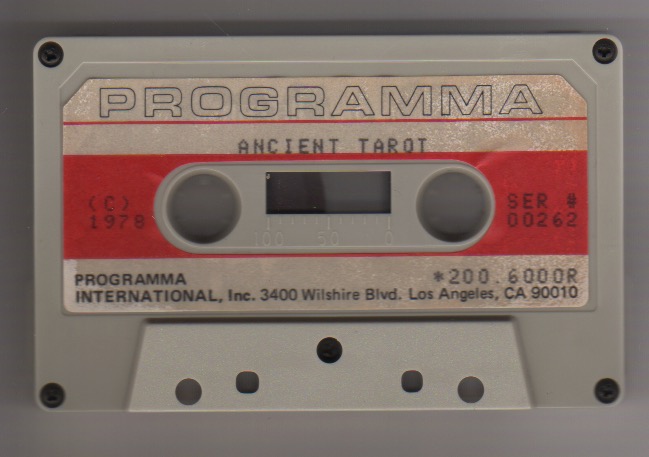 PROGRAMMA
ANCIENT TAROT
(C)
1978
SER #
00262
100 50 0
PROGRAMMA
*200.6000R
INTERNATIONAL, Inc. 3400 Wilshire Blvd. Los Angeles, CA 90010